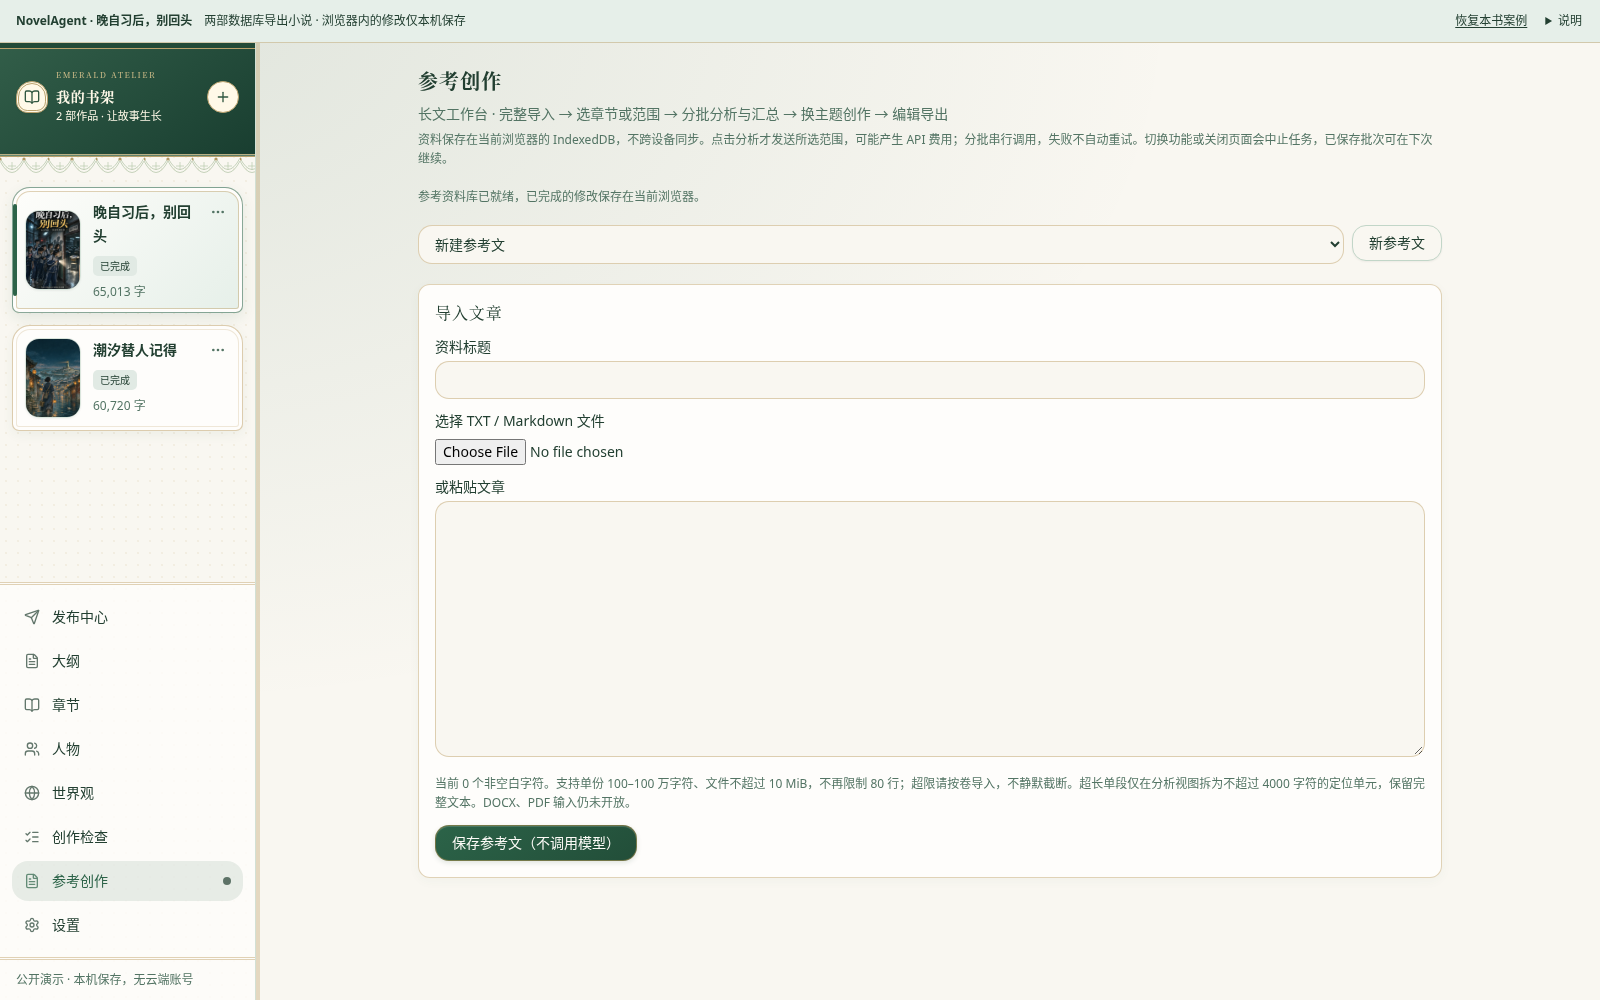 NovelAgent · 晚自习后，别回头 两部数据库导出小说 · 浏览器内的修改仅本机保存
恢复本书案例 ▶ 说明
EMERALD ATELIER
我的书架
2 部作品 · 让故事生长
晚自习后，别回
头
已完成
65,013 字
潮汐替人记得
已完成
60,720 字
发布中心
大纲
章节
人物
世界观
创作检查
参考创作
设置
公开演示 · 本机保存，无云端账号
参考创作
长文工作台 · 完整导入 → 选章节或范围 → 分批分析与汇总 → 换主题创作 → 编辑导出
资料保存在当前浏览器的 IndexedDB，不跨设备同步。点击分析才发送所选范围，可能产生 API 费用；分批串行调用，失败不自动重试。切换功能或关闭页面会中止任务，已保存批次可在下次
继续。
参考资料库已就绪，已完成的修改保存在当前浏览器。
新建参考文
新参考文
导入文章
资料标题
选择 TXT / Markdown 文件
Choose File No file chosen
或粘贴文章
当前 0 个非空白字符。支持单份 100–100 万字符、文件不超过 10 MiB，不再限制 80 行；超限请按卷导入，不静默截断。超长单段仅在分析视图拆为不超过 4000 字符的定位单元，保留完
整文本。DOCX、PDF 输入仍未开放。
保存参考文（不调用模型）